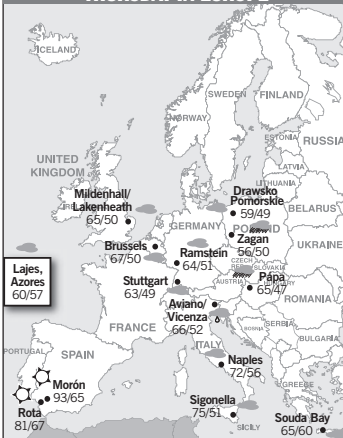 ICELAND
SWEDEN
FINLAND
NORWAY
ESTONIA
RUSSIA
LATVIA
LITHUANIA
UNITED
KINGDOM
Mildenhall/
Lakenheath
65/50
Drawsko
Pomorskie
59/49
BELARUS
GERMANY
POLAND
Zagan
56/50
Brussels
67/50
Ramstein
64/51
UKRAINE
Lajes,
Azores
60/57
CZECH
SLOVAKIA
Stuttgart
63/49
AUSTRIA
Pápa
65/47
HUNGARY
Aviano/
Vicenza
66/52
ROMANIA
FRANCE
BOSNIA
SERBIA
BULGARIA
ITALY
PORTUGAL
SPAIN
Naples
72/56
Morón
93/65
GREECE
Rota
81/67
Sigonella
75/51
SICILY
Souda Bay
65/60